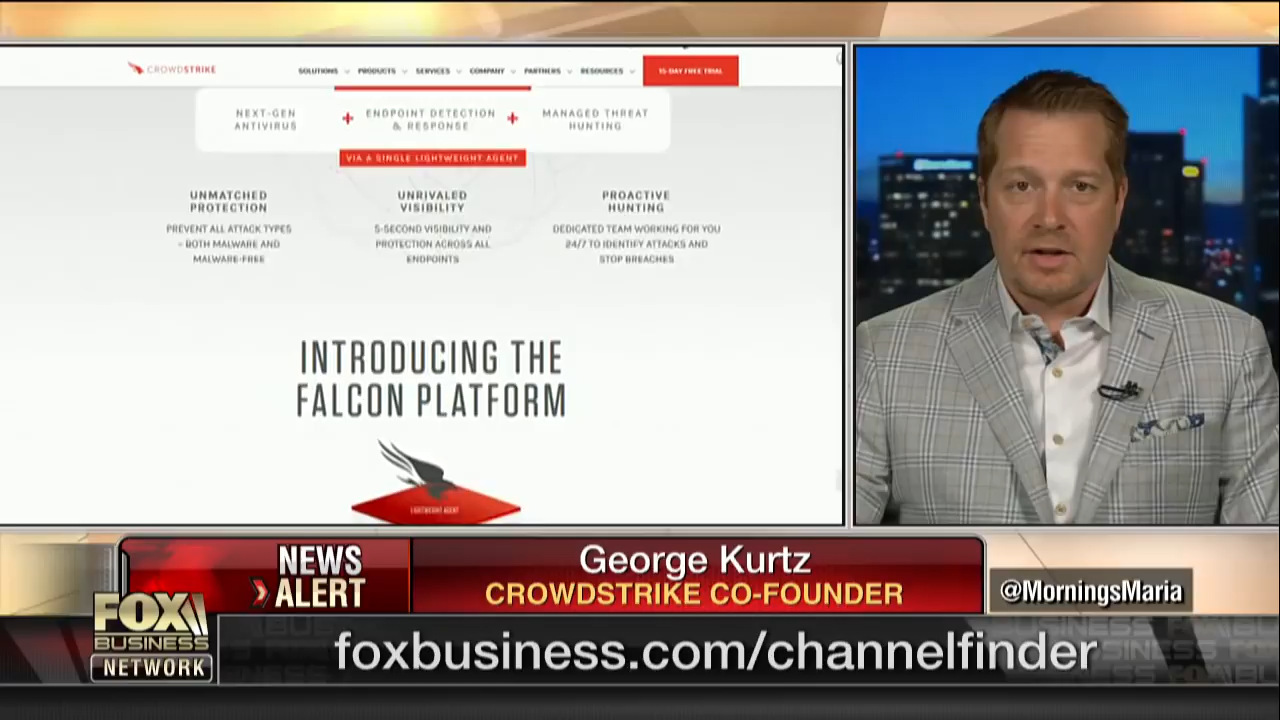 CROWDSTRIKE
SOLUTIONS PRODUCTS SERVICES COMPANY PARTNERS RESOURCES 15-DAY FREE TRIAL
NEXT-GEN
ANTIVIRUS
+
ENDPOINT DETECTION
& RESPONSE
+
MANAGED THREAT
HUNTING
VIA A SINGLE LIGHTWEIGHT AGENT
UNMATCHED
PROTECTION
PREVENT ALL ATTACK TYPES
– BOTH MALWARE AND
MALWARE-FREE
UNRIVALED
VISIBILITY
5-SECOND VISIBILITY AND
PROTECTION ACROSS ALL
ENDPOINTS
PROACTIVE
HUNTING
DEDICATED TEAM WORKING FOR YOU
24/7 TO IDENTIFY ATTACKS AND
STOP BREACHES
INTRODUCING THE
FALCON PLATFORM
LIGHTWEIGHT AGENT
NEWS
ALERT
George Kurtz
CROWDSTRIKE CO-FOUNDER
@MorningsMaria
FOX
BUSINESS
NETWORK
foxbusiness.com/channelfinder